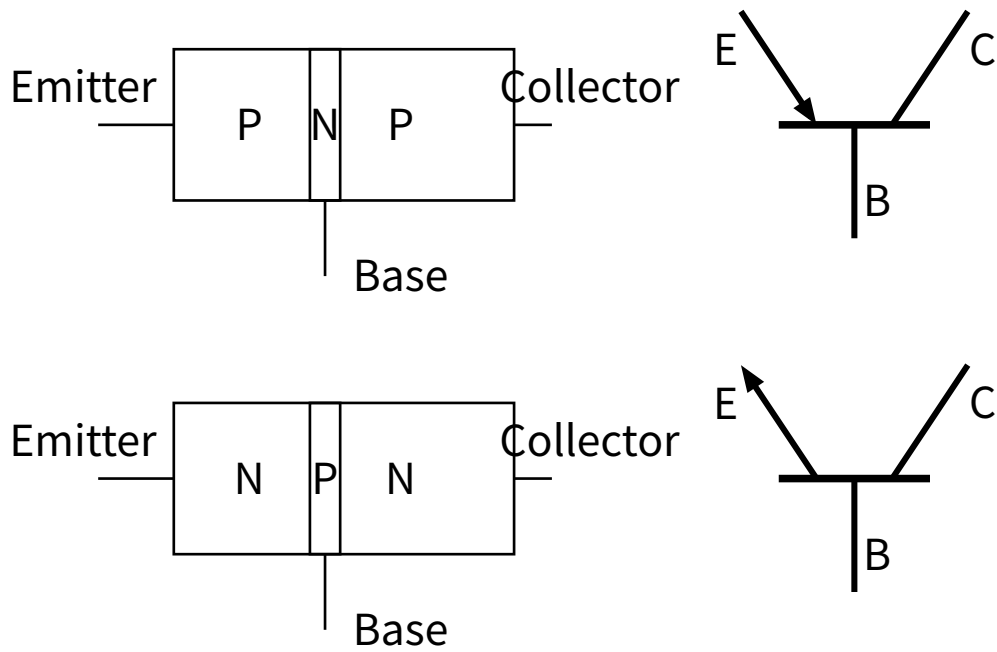 E
C
Emitter
Collector
P N P
B
Base
E
C
Emitter
Collector
N P N
B
Base